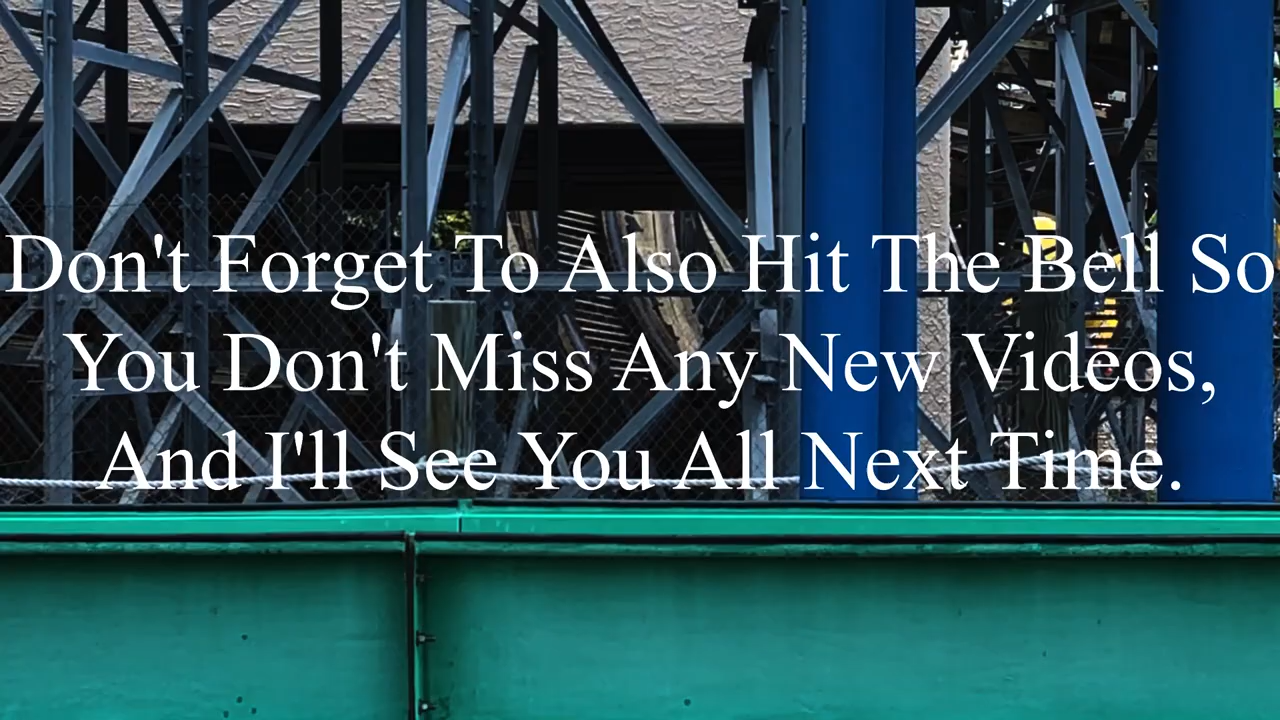 Don't Forget To Also Hit The Bell So
You Don't Miss Any New Videos,
And I'll See You All Next Time.